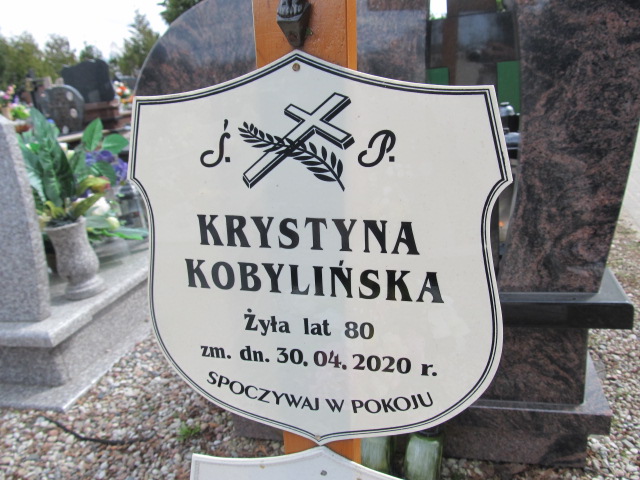 Ś. P.
KRYSTYNA
KOBYLIŃSKA
Żyła lat 80
zm. dn. 30.04.2020 r.
SPOCZYWAJ W POKOJU